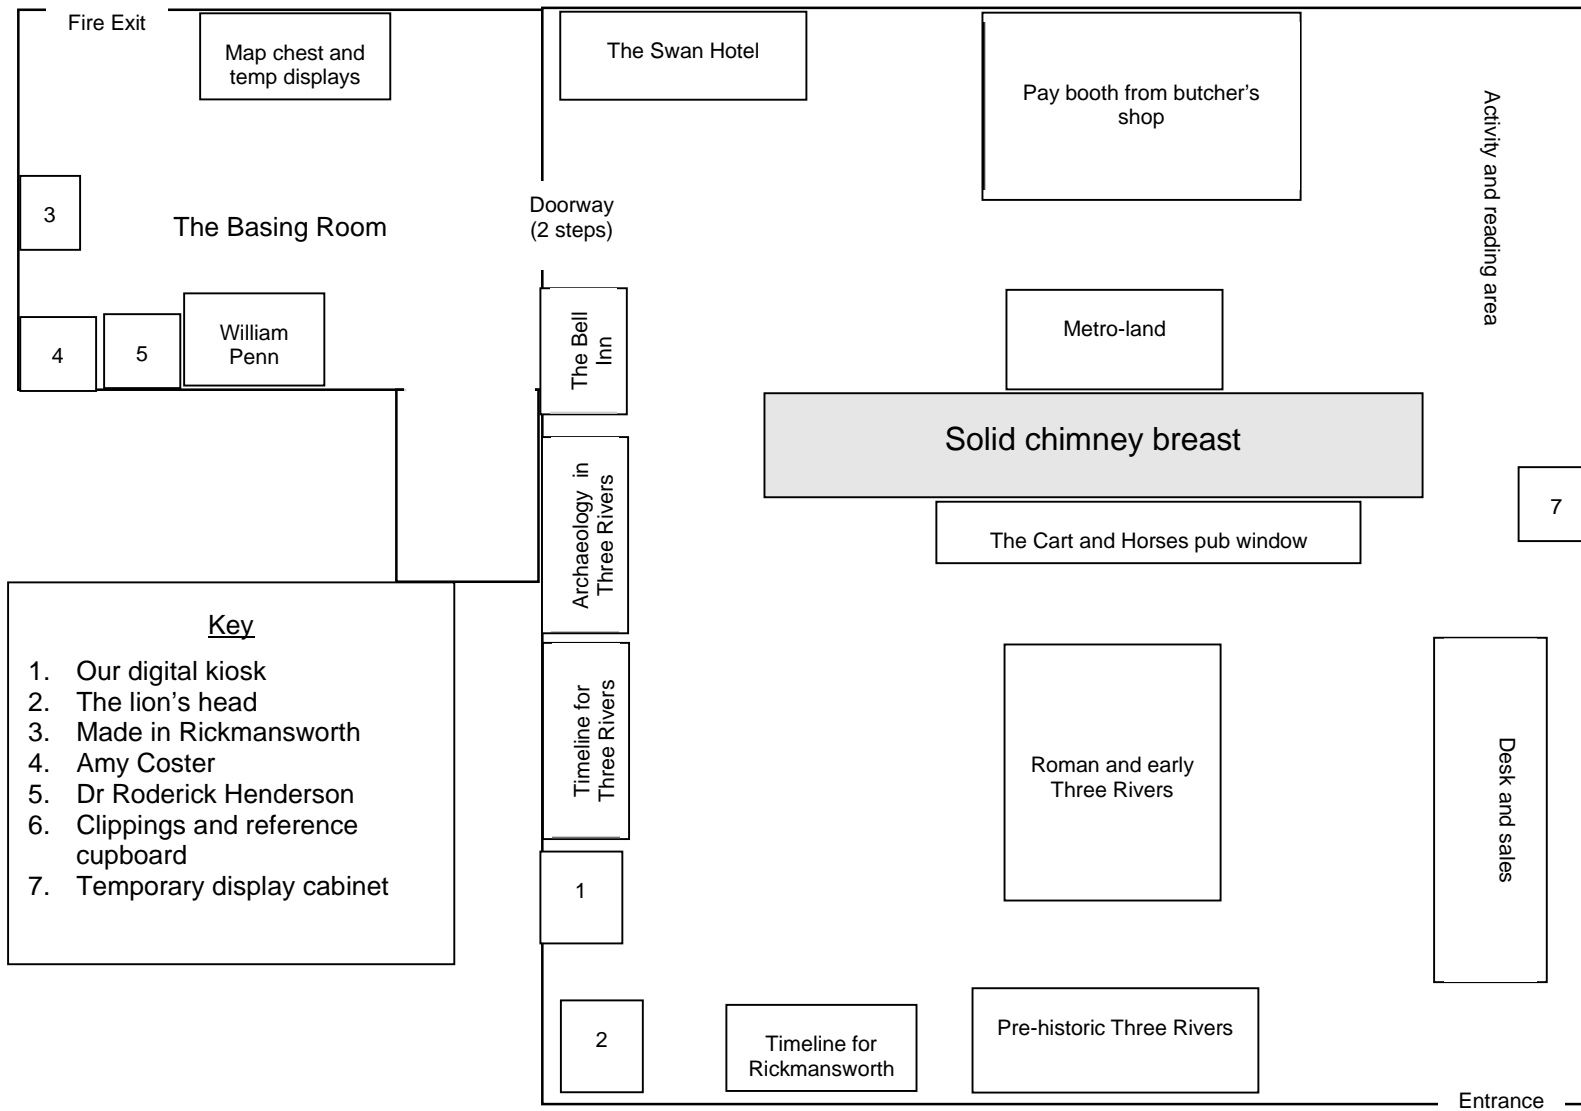 Fire Exit
Map chest and
temp displays
The Swan Hotel
Pay booth from butcher’s
shop
Activity and reading area
3
The Basing Room
Doorway
(2 steps)
4
5
William
Penn
The Bell
Inn
Metro-land
Solid chimney breast
The Cart and Horses pub window
7
Archaeology in
Three Rivers
Key
1. Our digital kiosk
2. The lion’s head
3. Made in Rickmansworth
4. Amy Coster
5. Dr Roderick Henderson
6. Clippings and reference
cupboard
7. Temporary display cabinet
Timeline for
Three Rivers
Roman and early
Three Rivers
Desk and sales
1
2
Timeline for
Rickmansworth
Pre-historic Three Rivers
Entrance